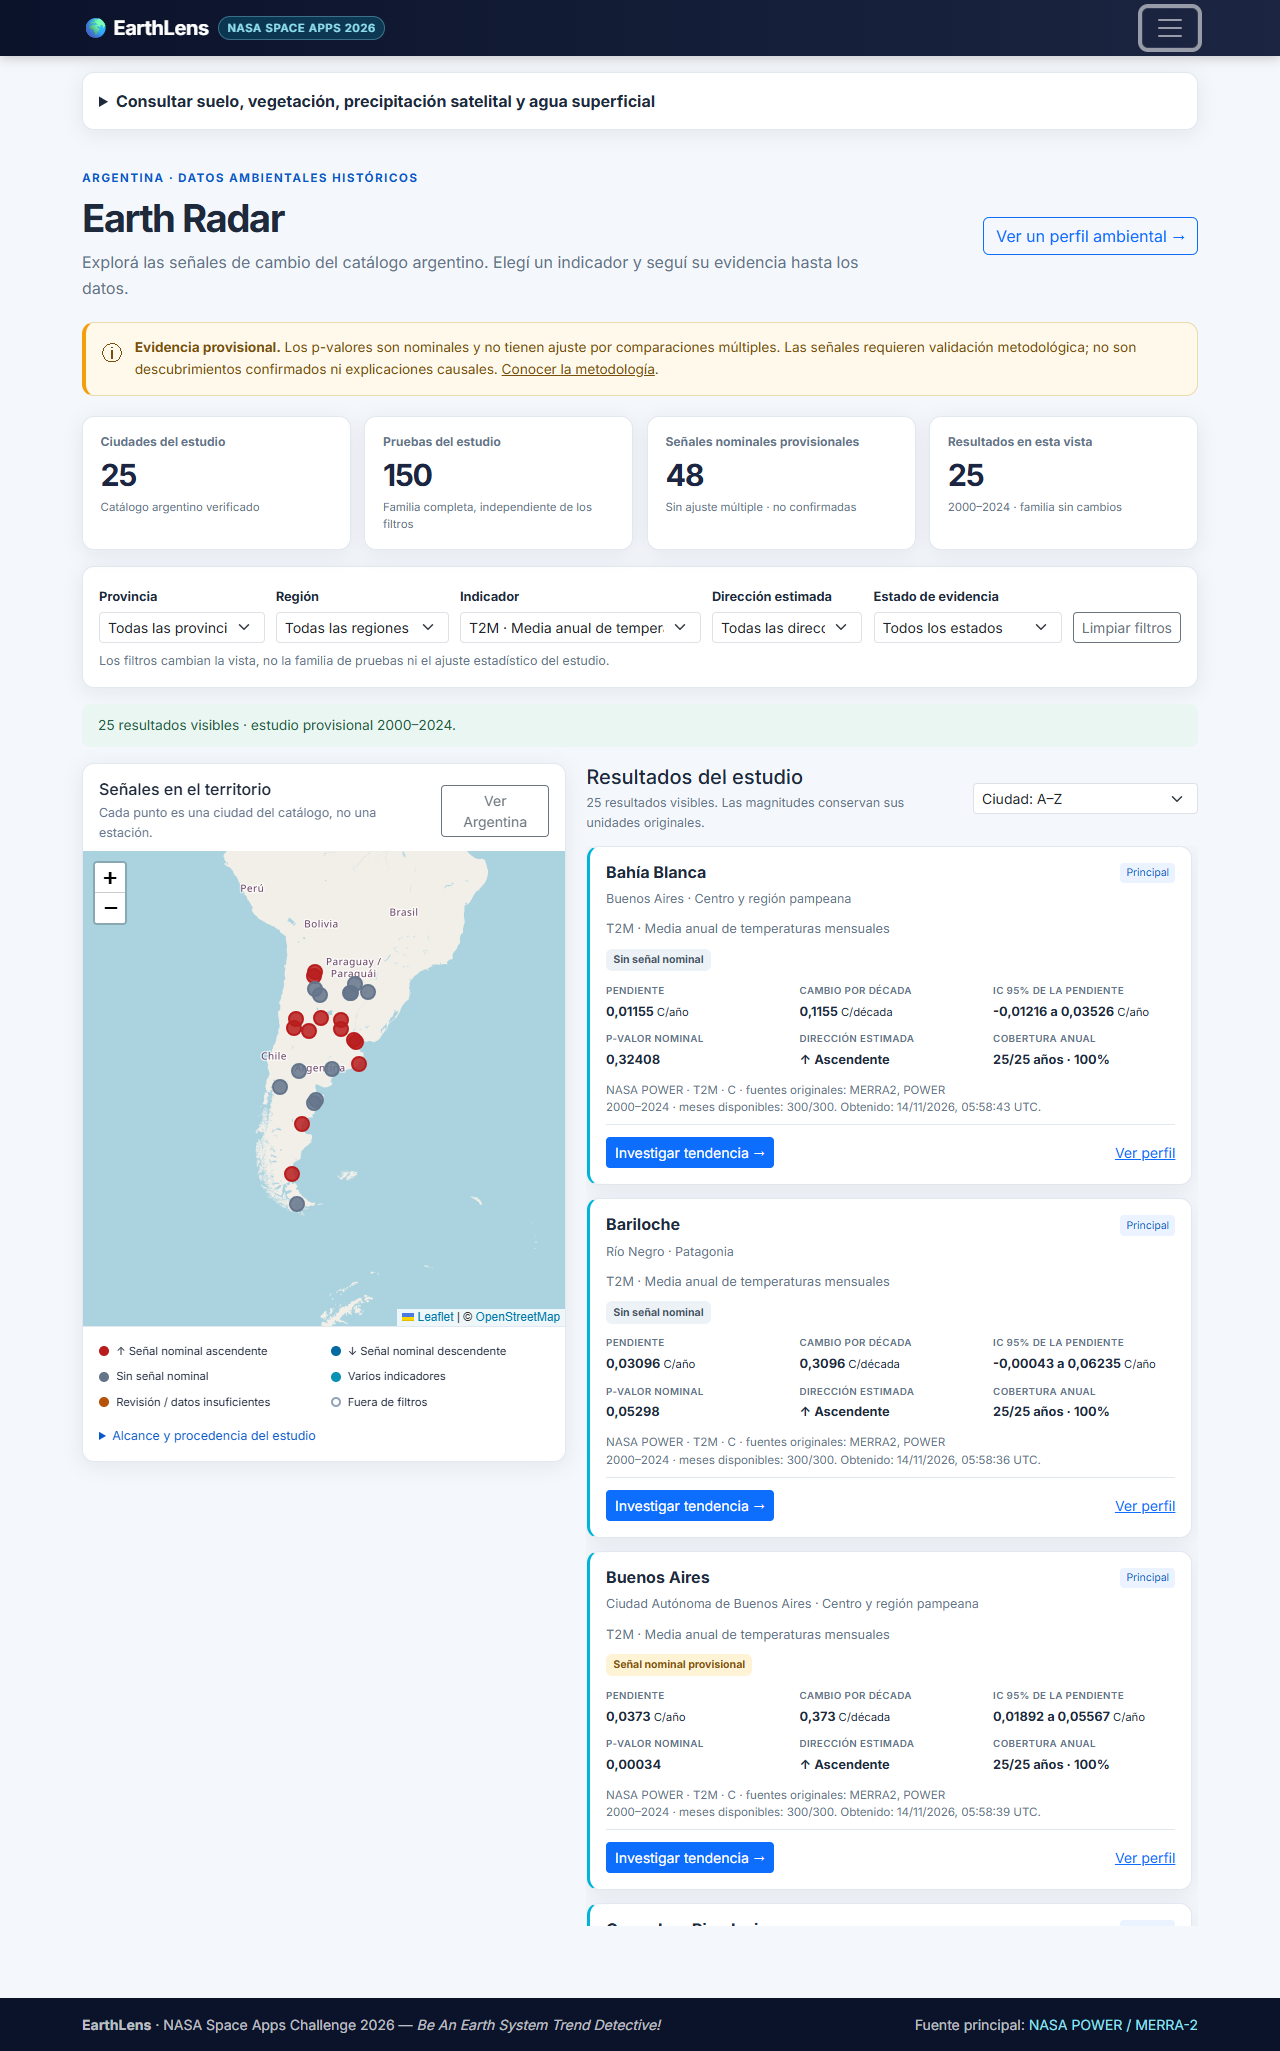 EarthLens NASA SPACE APPS 2026
Consultar suelo, vegetación, precipitación satelital y agua superficial
ARGENTINA · DATOS AMBIENTALES HISTÓRICOS
Earth Radar
Ver un perfil ambiental →
Explorá las señales de cambio del catálogo argentino. Elegí un indicador y seguí su evidencia hasta los
datos.
Evidencia provisional. Los p-valores son nominales y no tienen ajuste por comparaciones múltiples. Las señales requieren validación metodológica; no son
descubrimientos confirmados ni explicaciones causales. Conocer la metodología.
Ciudades del estudio
25
Catálogo argentino verificado
Pruebas del estudio
150
Familia completa, independiente de los
filtros
Señales nominales provisionales
48
Sin ajuste múltiple · no confirmadas
Resultados en esta vista
25
2000–2024 · familia sin cambios
Provincia
Todas las provinci
Región
Todas las regiones
Indicador
T2M · Media anual de temper
Dirección estimada
Todas las direcc
Estado de evidencia
Todos los estados
Limpiar filtros
Los filtros cambian la vista, no la familia de pruebas ni el ajuste estadístico del estudio.
25 resultados visibles · estudio provisional 2000–2024.
Señales en el territorio
Cada punto es una ciudad del catálogo, no una
estación.
Ver
Argentina
+
−
Perú
Brasil
Bolivia
Paraguay /
Paraguái
Chile
Argentina
Leaflet | © OpenStreetMap
↑ Señal nominal ascendente
↓ Señal nominal descendente
Sin señal nominal
Varios indicadores
Revisión / datos insuficientes
Fuera de filtros
Alcance y procedencia del estudio
Resultados del estudio
25 resultados visibles. Las magnitudes conservan sus
unidades originales.
Ciudad: A–Z
Bahía Blanca
Principal
Buenos Aires · Centro y región pampeana
T2M · Media anual de temperaturas mensuales
Sin señal nominal
PENDIENTE
0,01155 C/año
CAMBIO POR DÉCADA
0,1155 C/década
IC 95% DE LA PENDIENTE
-0,01216 a 0,03526 C/año
P-VALOR NOMINAL
0,32408
DIRECCIÓN ESTIMADA
↑ Ascendente
COBERTURA ANUAL
25/25 años · 100%
NASA POWER · T2M · C · fuentes originales: MERRA2, POWER
2000–2024 · meses disponibles: 300/300. Obtenido: 14/11/2026, 05:58:43 UTC.
Investigar tendencia →
Ver perfil
Bariloche
Principal
Río Negro · Patagonia
T2M · Media anual de temperaturas mensuales
Sin señal nominal
PENDIENTE
0,03096 C/año
CAMBIO POR DÉCADA
0,3096 C/década
IC 95% DE LA PENDIENTE
-0,00043 a 0,06235 C/año
P-VALOR NOMINAL
0,05298
DIRECCIÓN ESTIMADA
↑ Ascendente
COBERTURA ANUAL
25/25 años · 100%
NASA POWER · T2M · C · fuentes originales: MERRA2, POWER
2000–2024 · meses disponibles: 300/300. Obtenido: 14/11/2026, 05:58:36 UTC.
Investigar tendencia →
Ver perfil
Buenos Aires
Principal
Ciudad Autónoma de Buenos Aires · Centro y región pampeana
T2M · Media anual de temperaturas mensuales
Señal nominal provisional
PENDIENTE
0,0373 C/año
CAMBIO POR DÉCADA
0,373 C/década
IC 95% DE LA PENDIENTE
0,01892 a 0,05567 C/año
P-VALOR NOMINAL
0,00034
DIRECCIÓN ESTIMADA
↑ Ascendente
COBERTURA ANUAL
25/25 años · 100%
NASA POWER · T2M · C · fuentes originales: MERRA2, POWER
2000–2024 · meses disponibles: 300/300. Obtenido: 14/11/2026, 05:58:39 UTC.
Investigar tendencia →
Ver perfil
EarthLens · NASA Space Apps Challenge 2026 — Be An Earth System Trend Detective!
Fuente principal: NASA POWER / MERRA-2